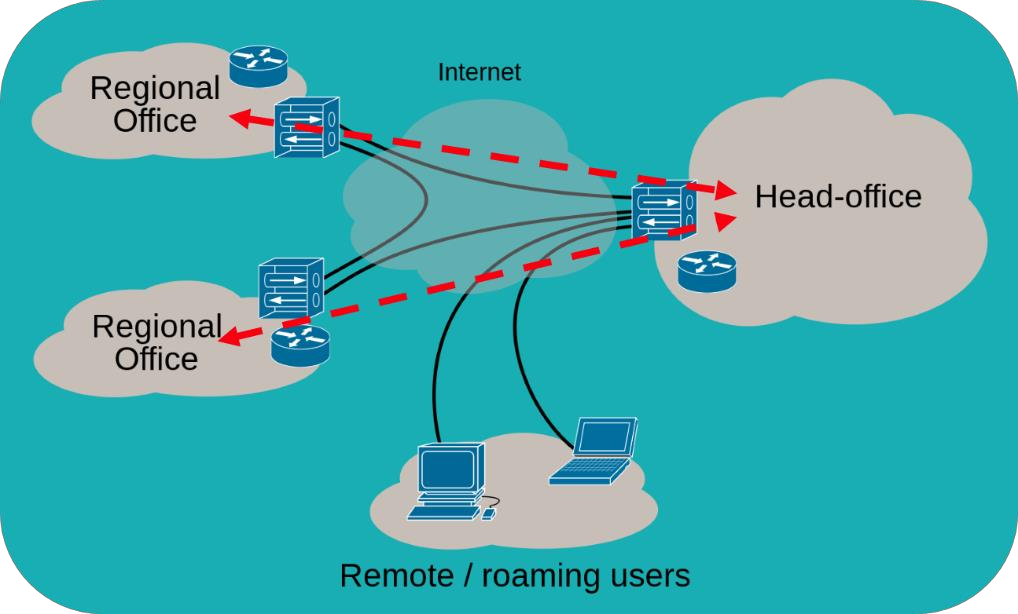 Internet
Regional
Office
Head-office
Regional
Office
Remote / roaming users